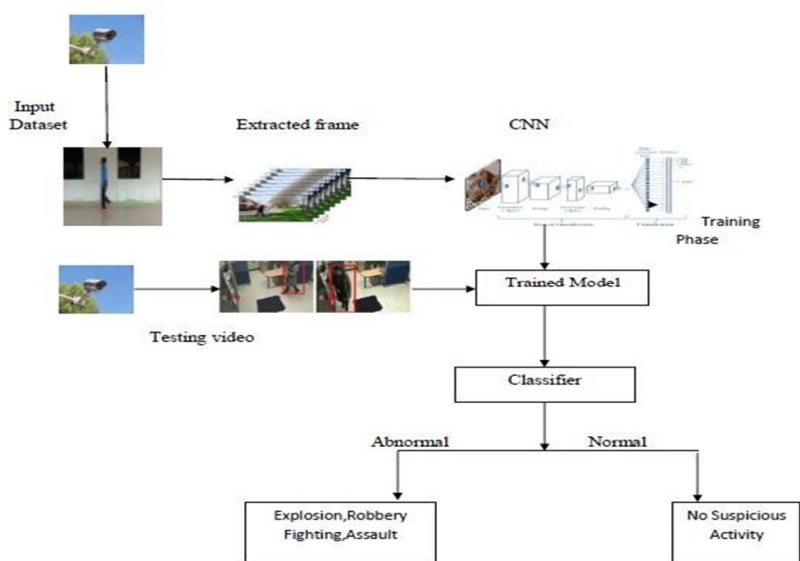 Input
Dataset
Extracted frame
CNN
Training
Phase
Trained Model
Testing video
Classifier
Abnormal
Normal
Explosion,Robbery
Fighting,Assault
No Suspicious
Activity